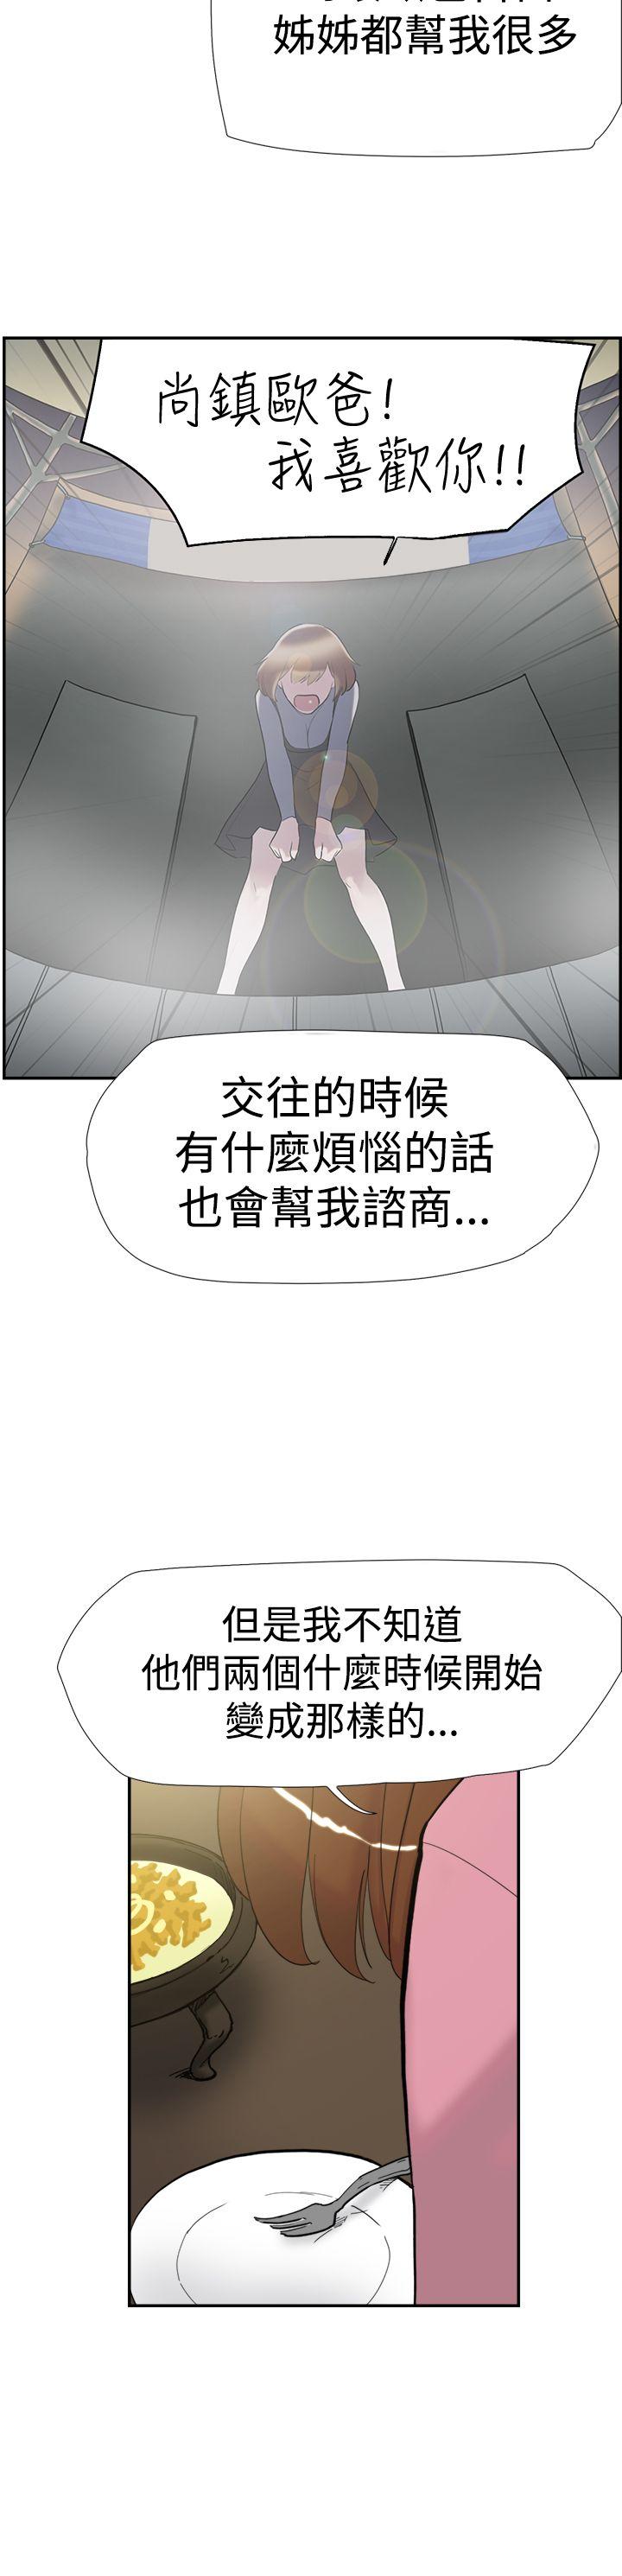 姊姊都幫我很多
尚鎮歐爸!
我喜歡你!!
交往的時候
有什麼煩惱的話
也會幫我諮商...
但是我不知道
他們兩個什麼時候開始
變成那樣的...